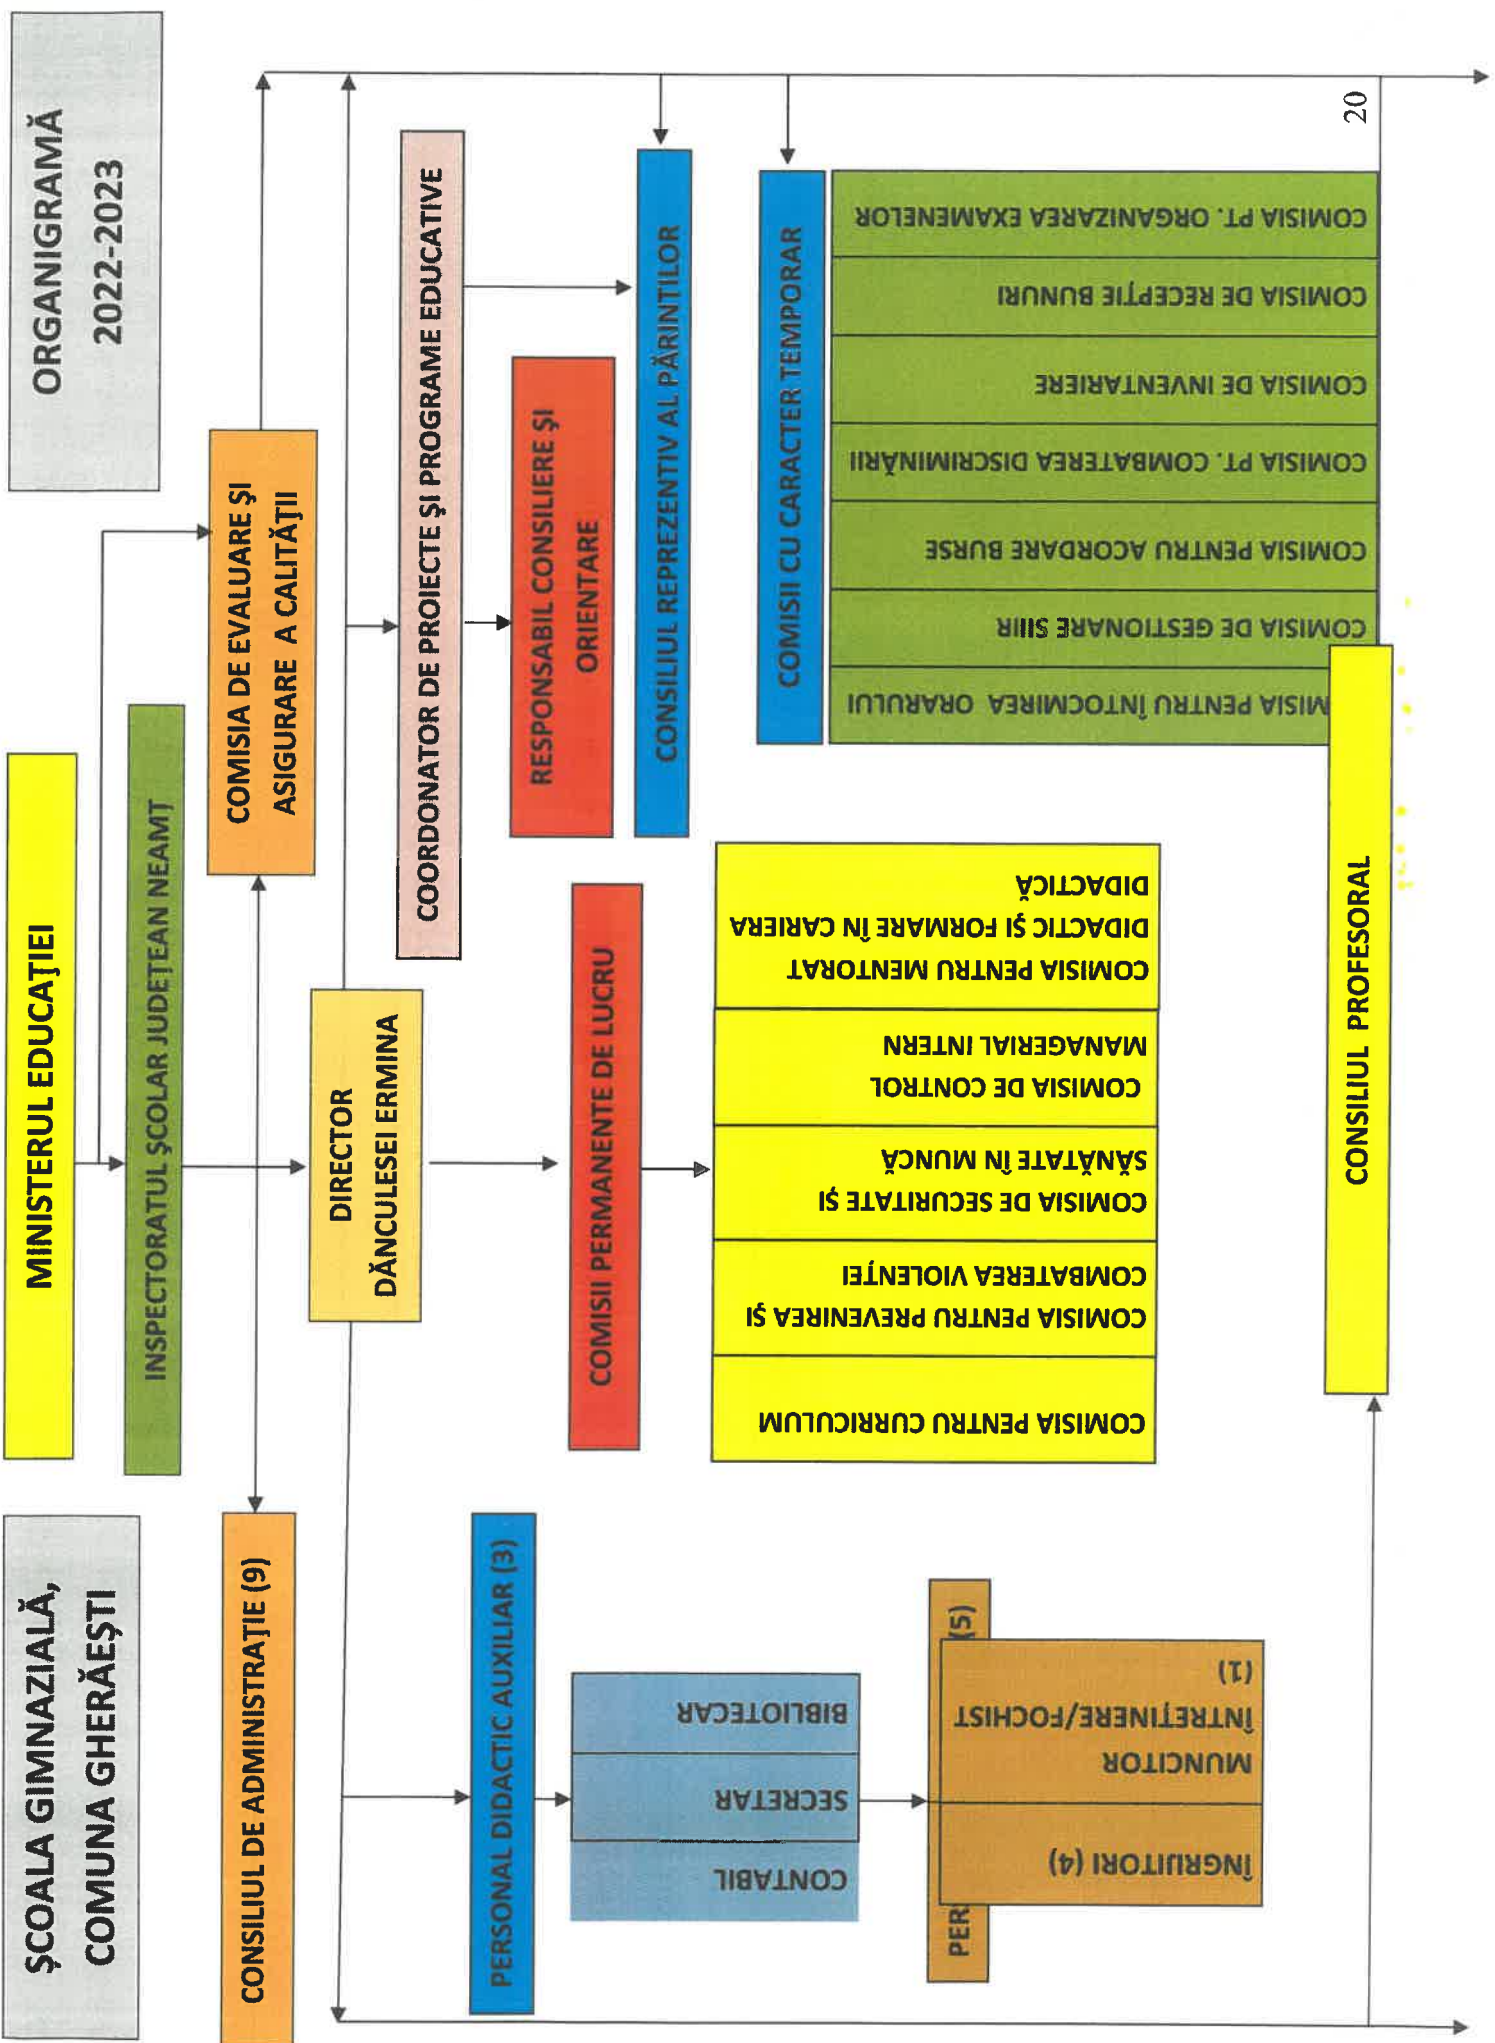 ȘCOALA GIMNAZIALĂ,
COMUNA GHERĂEȘTI
MINISTERUL EDUCAȚIEI
ORGANIGRAMĂ
2022-2023
INSPECTORATUL ȘCOLAR JUDEȚEAN NEAMȚ
CONSILIUL DE ADMINISTRAȚIE (9)
COMISIA DE EVALUARE ȘI
ASIGURARE A CALITĂȚII
DIRECTOR
DĂNCULESEI ERMINA
COORDONATOR DE PROIECTE ȘI PROGRAME EDUCATIVE
PERSONAL DIDACTIC AUXILIAR (3)
CONTABIL
SECRETAR
BIBLIOTECAR
PER
(5)
ÎNGRIJITORI (4)
MUNCITOR
ÎNTREȚINERE/FOCHIST
(1)
COMISII PERMANENTE DE LUCRU
COMISIA PENTRU CURRICULUM
COMISIA PENTRU PREVENIREA ȘI
COMBATEREA VIOLENȚEI
COMISIA DE SECURITATE ȘI
SĂNĂTATE ÎN MUNCĂ
COMISIA DE CONTROL
MANAGERIAL INTERN
COMISIA PENTRU MENTORAT
DIDACTIC ȘI FORMARE ÎN CARIERA
DIDACTICĂ
RESPONSABIL CONSILIERE ȘI
ORIENTARE
CONSILIUL REPREZENTIV AL PĂRINTILOR
COMISII CU CARACTER TEMPORAR
MISIA PENTRU ÎNTOCMIREA ORARULUI
COMISIA DE GESTIONARE SIIIR
COMISIA PENTRU ACORDARE BURSE
COMISIA PT. COMBATEREA DISCRIMINĂRII
COMISIA DE INVENTARIERE
COMISIA DE RECEPȚIE BUNURI
COMISIA PT. ORGANIZAREA EXAMENELOR
CONSILIUL PROFESORAL
20